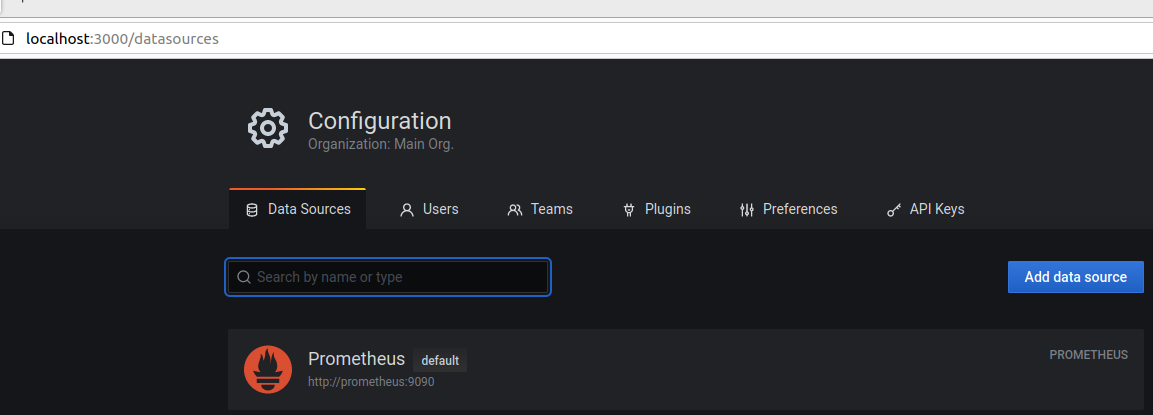 localhost:3000/datasources
Configuration
Organization: Main Org.
Data Sources Users Teams Plugins Preferences API Keys
Search by name or type Add data source
Prometheus default PROMETHEUS
http://prometheus:9090